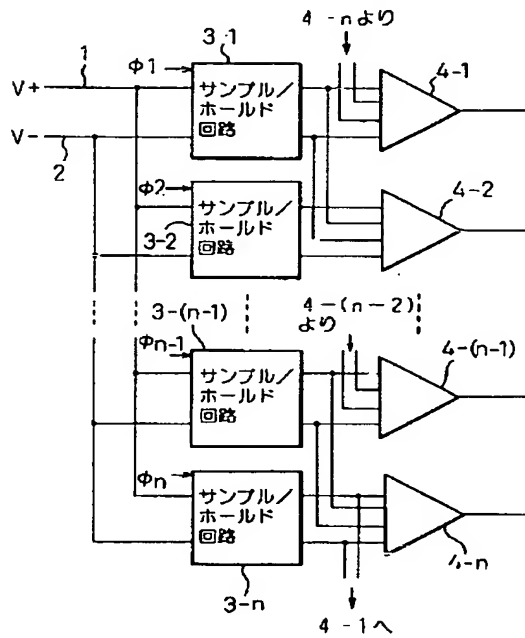 4-nより
3-1
1
φ1
4-1
V+
サンプル／
ホールド
回路
V-
2
4-2
φ2
サンプル／
ホールド
回路
3-2
3-(n-1)
4-(n-2)
より
φn-1
4-(n-1)
サンプル／
ホールド
回路
φn
サンプル／
ホールド
回路
4-n
3-n
4-1へ